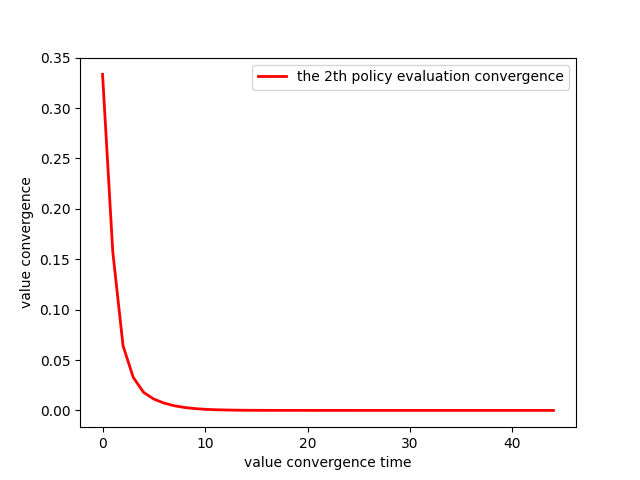 the 2th policy evaluation convergence
value convergence
0.35
0.30
0.25
0.20
0.15
0.10
0.05
0.00
0 10 20 30 40
value convergence time